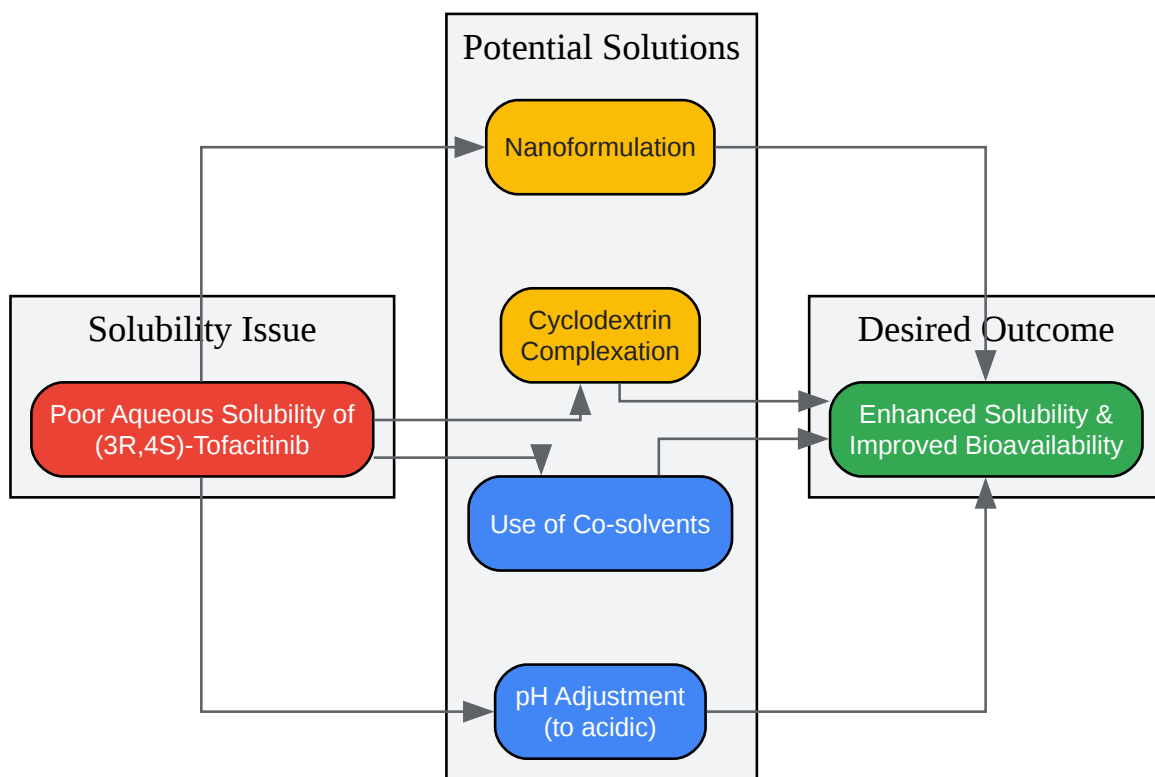 Potential Solutions
Nanoformulation
Solubility Issue
Cyclodextrin
Complexation
Desired Outcome
Poor Aqueous Solubility of
(3R,4S)-Tofacitinib
Enhanced Solubility &
Improved Bioavailability
Use of Co-solvents
pH Adjustment
(to acidic)